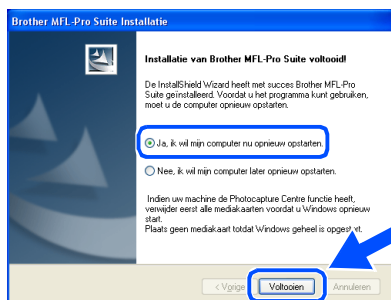 Brother MFL-Pro Suite Installatie
Installatie van Brother MFL-Pro Suite voltooid!
De InstallShield Wizard heeft met succes Brother MFL-Pro
Suite geïnstalleerd. Voordat u het programma kunt gebruiken,
moet u de computer opnieuw opstarten.
Ja, ik wil mijn computer nu opnieuw opstarten.
Nee, ik wil mijn computer later opnieuw opstarten.
Indien uw machine de Photocapture Centre functie heeft,
verwijder eerst alle mediakaarten voordat u Windows opnieuw
start.
Plaats geen mediakaart totdat Windows geheel is opgestart.
< Vorige Voltooien Annuleren